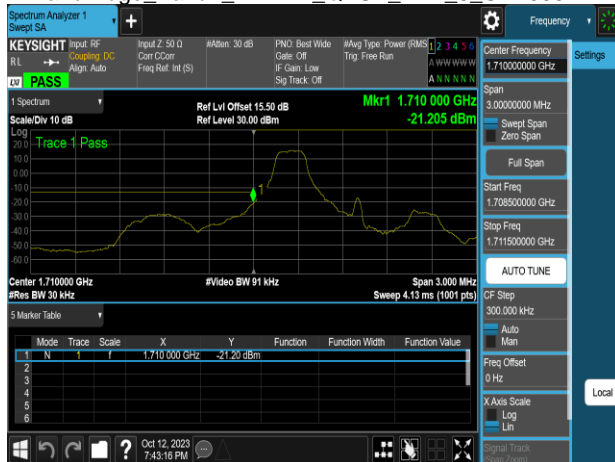 Spectrum Analyzer 1
Swept SA
Frequency
KEYSIGHT
Input: RF
Input Z: 50 Ω
#Atten: 30 dB
PNO: Best Wide
#Avg Type: Power (RMS)
1 2 3 4 5 6
RL
Coupling: DC
Corr CCorr
Gate: Off
Trig: Free Run
A WW WW W
Align: Auto
Freq Ref: Int (S)
IF Gain: Low
Sig Track: Off
A N N N N N
LXI
PASS
1 Spectrum
Ref Lvl Offset 15.50 dB
Mkr1 1.710 000 GHz
Scale/Div 10 dB
Ref Level 30.00 dBm
-21.205 dBm
Log
Trace 1 Pass
20.0
10.0
0.00
-10.0
-20.0
-30.0
-40.0
-50.0
-60.0
1
Center 1.710000 GHz
#Video BW 91 kHz
Span 3.000 MHz
#Res BW 30 kHz
Sweep 4.13 ms (1001 pts)
5 Marker Table
Mode Trace Scale X Y Function Function Width Function Value
1 N 1 f 1.710 000 GHz -21.20 dBm
2
3
4
5
6
Oct 12, 2023
7:43:16 PM
Center Frequency
1.710000000 GHz
Settings
Span
3.00000000 MHz
Swept Span
Zero Span
Full Span
Start Freq
1.708500000 GHz
Stop Freq
1.711500000 GHz
AUTO TUNE
CF Step
300.000 kHz
Auto
Man
Freq Offset
0 Hz
Local
X Axis Scale
Log
Lin
Signal Track
(Span Zoom)